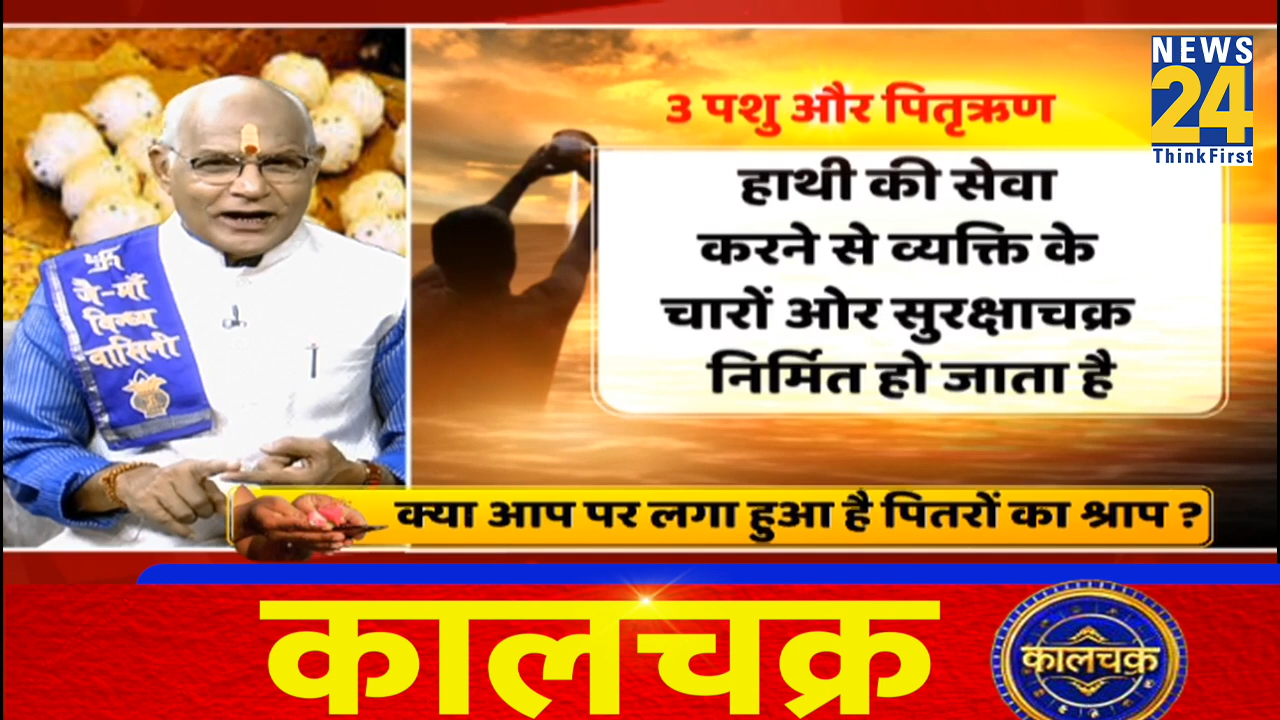 NEWS
24
ThinkFirst
3 पशु और पितृऋण
हाथी की सेवा
करने से व्यक्ति के
चारों ओर सुरक्षाचक्र
निर्मित हो जाता है
जै-माँ
विन्ध्य
वासिनी
क्या आप पर लगा हुआ है पितरों का श्राप ?
कालचक्र
कालचक्र